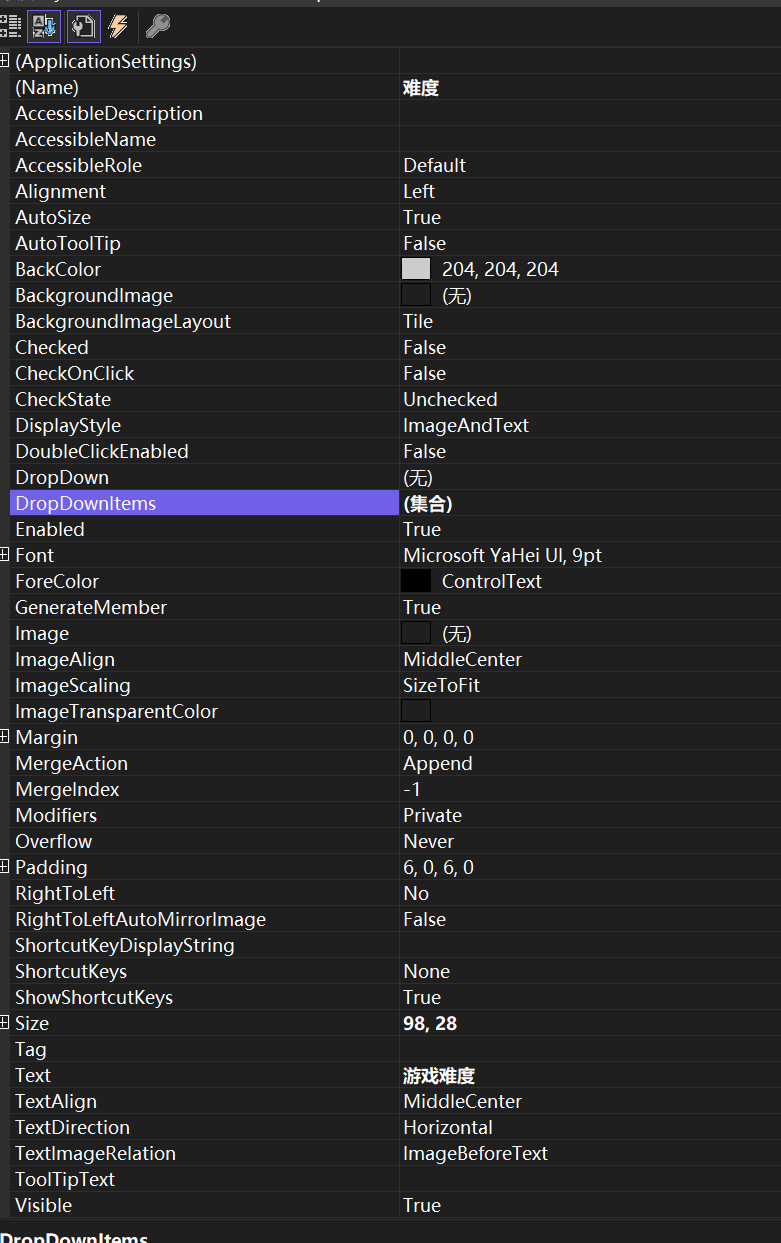 (ApplicationSettings)
(Name) 难度
AccessibleDescription
AccessibleName
AccessibleRole Default
Alignment Left
AutoSize True
AutoToolTip False
BackColor 204, 204, 204
BackgroundImage (无)
BackgroundImageLayout Tile
Checked False
CheckOnClick False
CheckState Unchecked
DisplayStyle ImageAndText
DoubleClickEnabled False
DropDown (无)
DropDownItems (集合)
Enabled True
Font Microsoft YaHei UI, 9pt
ForeColor ControlText
GenerateMember True
Image (无)
ImageAlign MiddleCenter
ImageScaling SizeToFit
ImageTransparentColor
Margin 0, 0, 0, 0
MergeAction Append
MergeIndex -1
Modifiers Private
Overflow Never
Padding 6, 0, 6, 0
RightToLeft No
RightToLeftAutoMirrorImage False
ShortcutKeyDisplayString
ShortcutKeys None
ShowShortcutKeys True
Size 98, 28
Tag
Text 游戏难度
TextAlign MiddleCenter
TextDirection Horizontal
TextImageRelation ImageBeforeText
ToolTipText
Visible True
DropDownItems